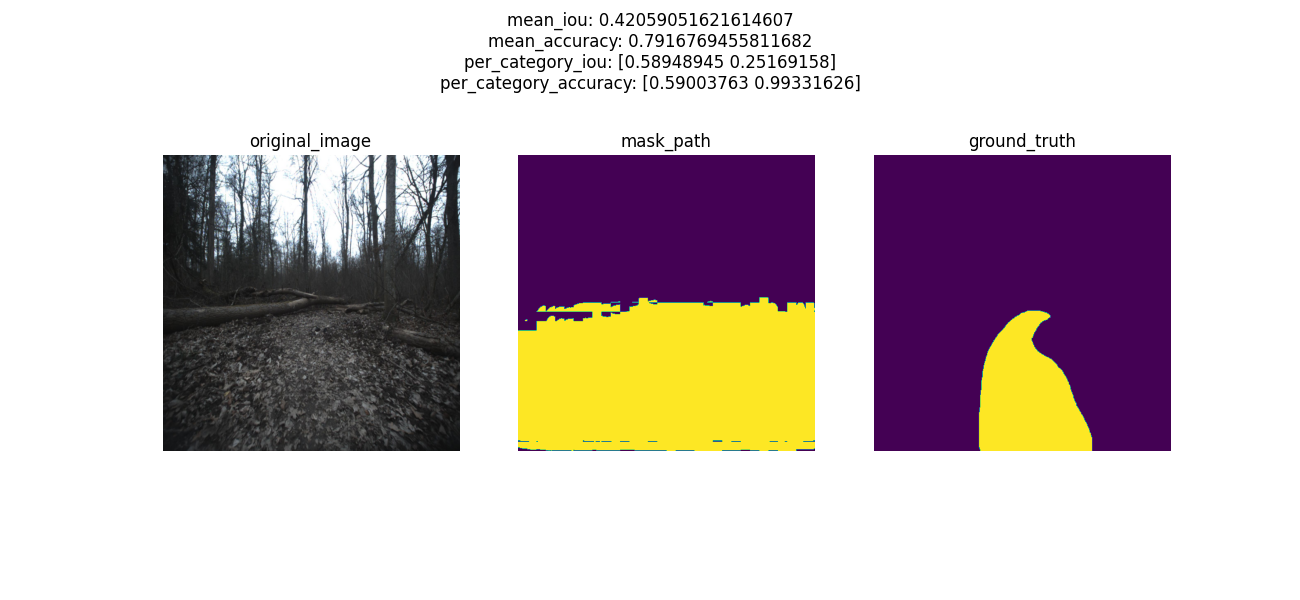 mean_iou: 0.42059051621614607
mean_accuracy: 0.7916769455811682
per_category_iou: [0.58948945 0.25169158]
per_category_accuracy: [0.59003763 0.99331626]
original_image
mask_path
ground_truth